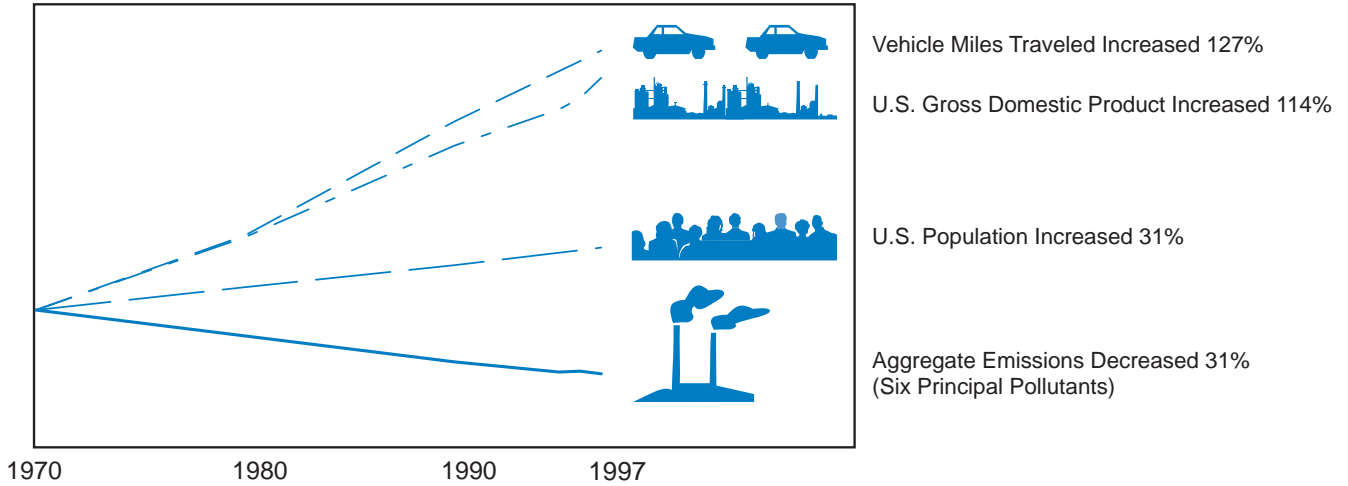 Vehicle Miles Traveled Increased 127%
U.S. Gross Domestic Product Increased 114%
U.S. Population Increased 31%
Aggregate Emissions Decreased 31%
(Six Principal Pollutants)
1970 1980 1990 1997